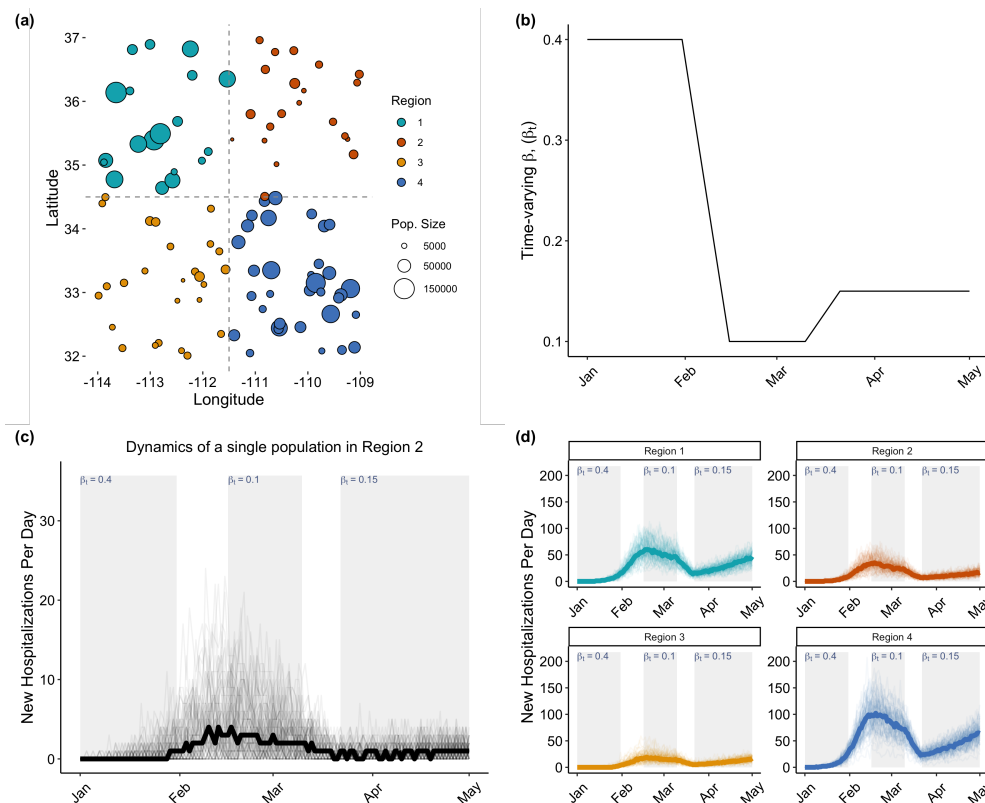 (a)
37
36
35
34
33
32
Latitude
-114
-113
-112
-111
-110
-109
Longitude
Region
1
2
3
4
Pop. Size
5000
50000
150000
(b)
0.4
0.3
0.2
0.1
Time-varying β, (βt)
Jan
Feb
Mar
Apr
May
(c)
Dynamics of a single population in Region 2
βt = 0.4
βt = 0.1
βt = 0.15
30
20
10
0
New Hospitalizations Per Day
Jan
Feb
Mar
Apr
May
(d)
New Hospitalizations Per Day
Region 1
βt = 0.4
βt = 0.1
βt = 0.15
200
150
100
50
0
Jan
Feb
Mar
Apr
May
Region 2
βt = 0.4
βt = 0.1
βt = 0.15
200
150
100
50
0
Jan
Feb
Mar
Apr
May
Region 3
βt = 0.4
βt = 0.1
βt = 0.15
200
150
100
50
0
Jan
Feb
Mar
Apr
May
Region 4
βt = 0.4
βt = 0.1
βt = 0.15
200
150
100
50
0
Jan
Feb
Mar
Apr
May